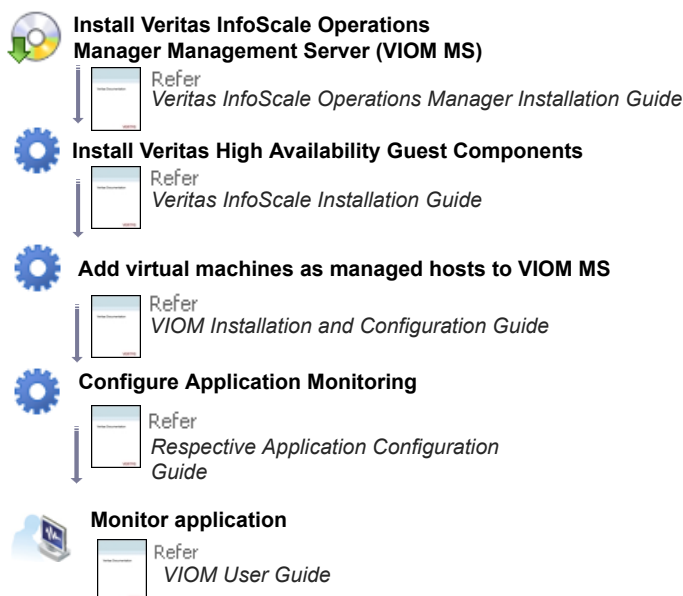 Install Veritas InfoScale Operations
Manager Management Server (VIOM MS)
Refer
Veritas InfoScale Operations Manager Installation Guide
Install Veritas High Availability Guest Components
Refer
Veritas InfoScale Installation Guide
Add virtual machines as managed hosts to VIOM MS
Refer
VIOM Installation and Configuration Guide
Configure Application Monitoring
Refer
Respective Application Configuration
Guide
Monitor application
Refer
VIOM User Guide